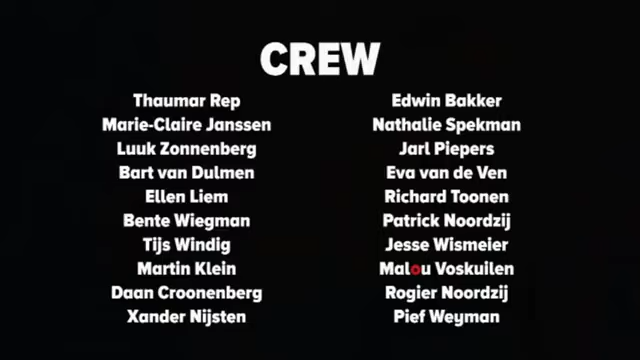 CREW
Thaumar Rep
Marie-Claire Janssen
Luuk Zonnenberg
Bart van Dulmen
Ellen Liem
Bente Wiegman
Tijs Windig
Martin Klein
Daan Croonenberg
Xander Nijsten
Edwin Bakker
Nathalie Spekman
Jarl Piepers
Eva van de Ven
Richard Toonen
Patrick Noordzij
Jesse Wismeier
Malou Voskuilen
Rogier Noordzij
Pief Weyman